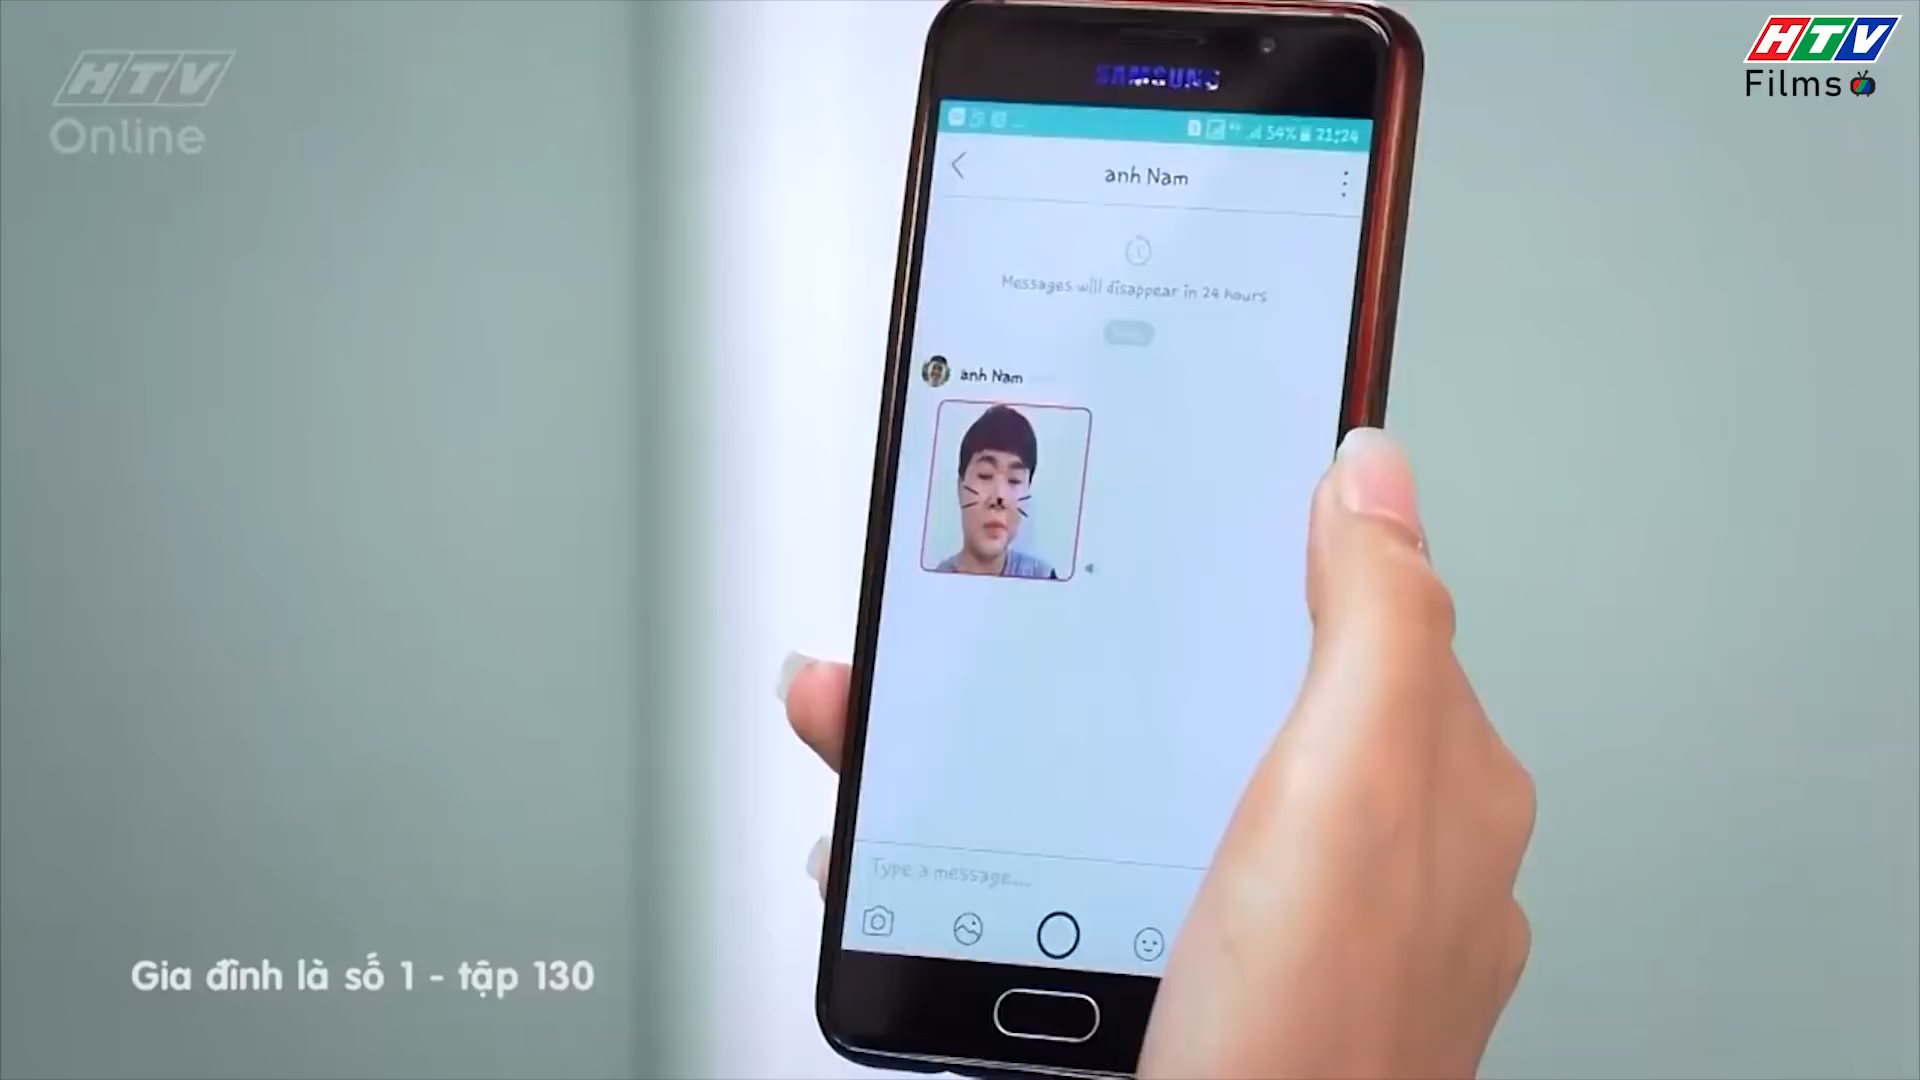 HTV
Online
HTV
Films
SAMSUNG
54% 21:24
anh Nam
Messages will disappear in 24 hours
anh Nam
Type a message...
Gia đình là số 1 - tập 130